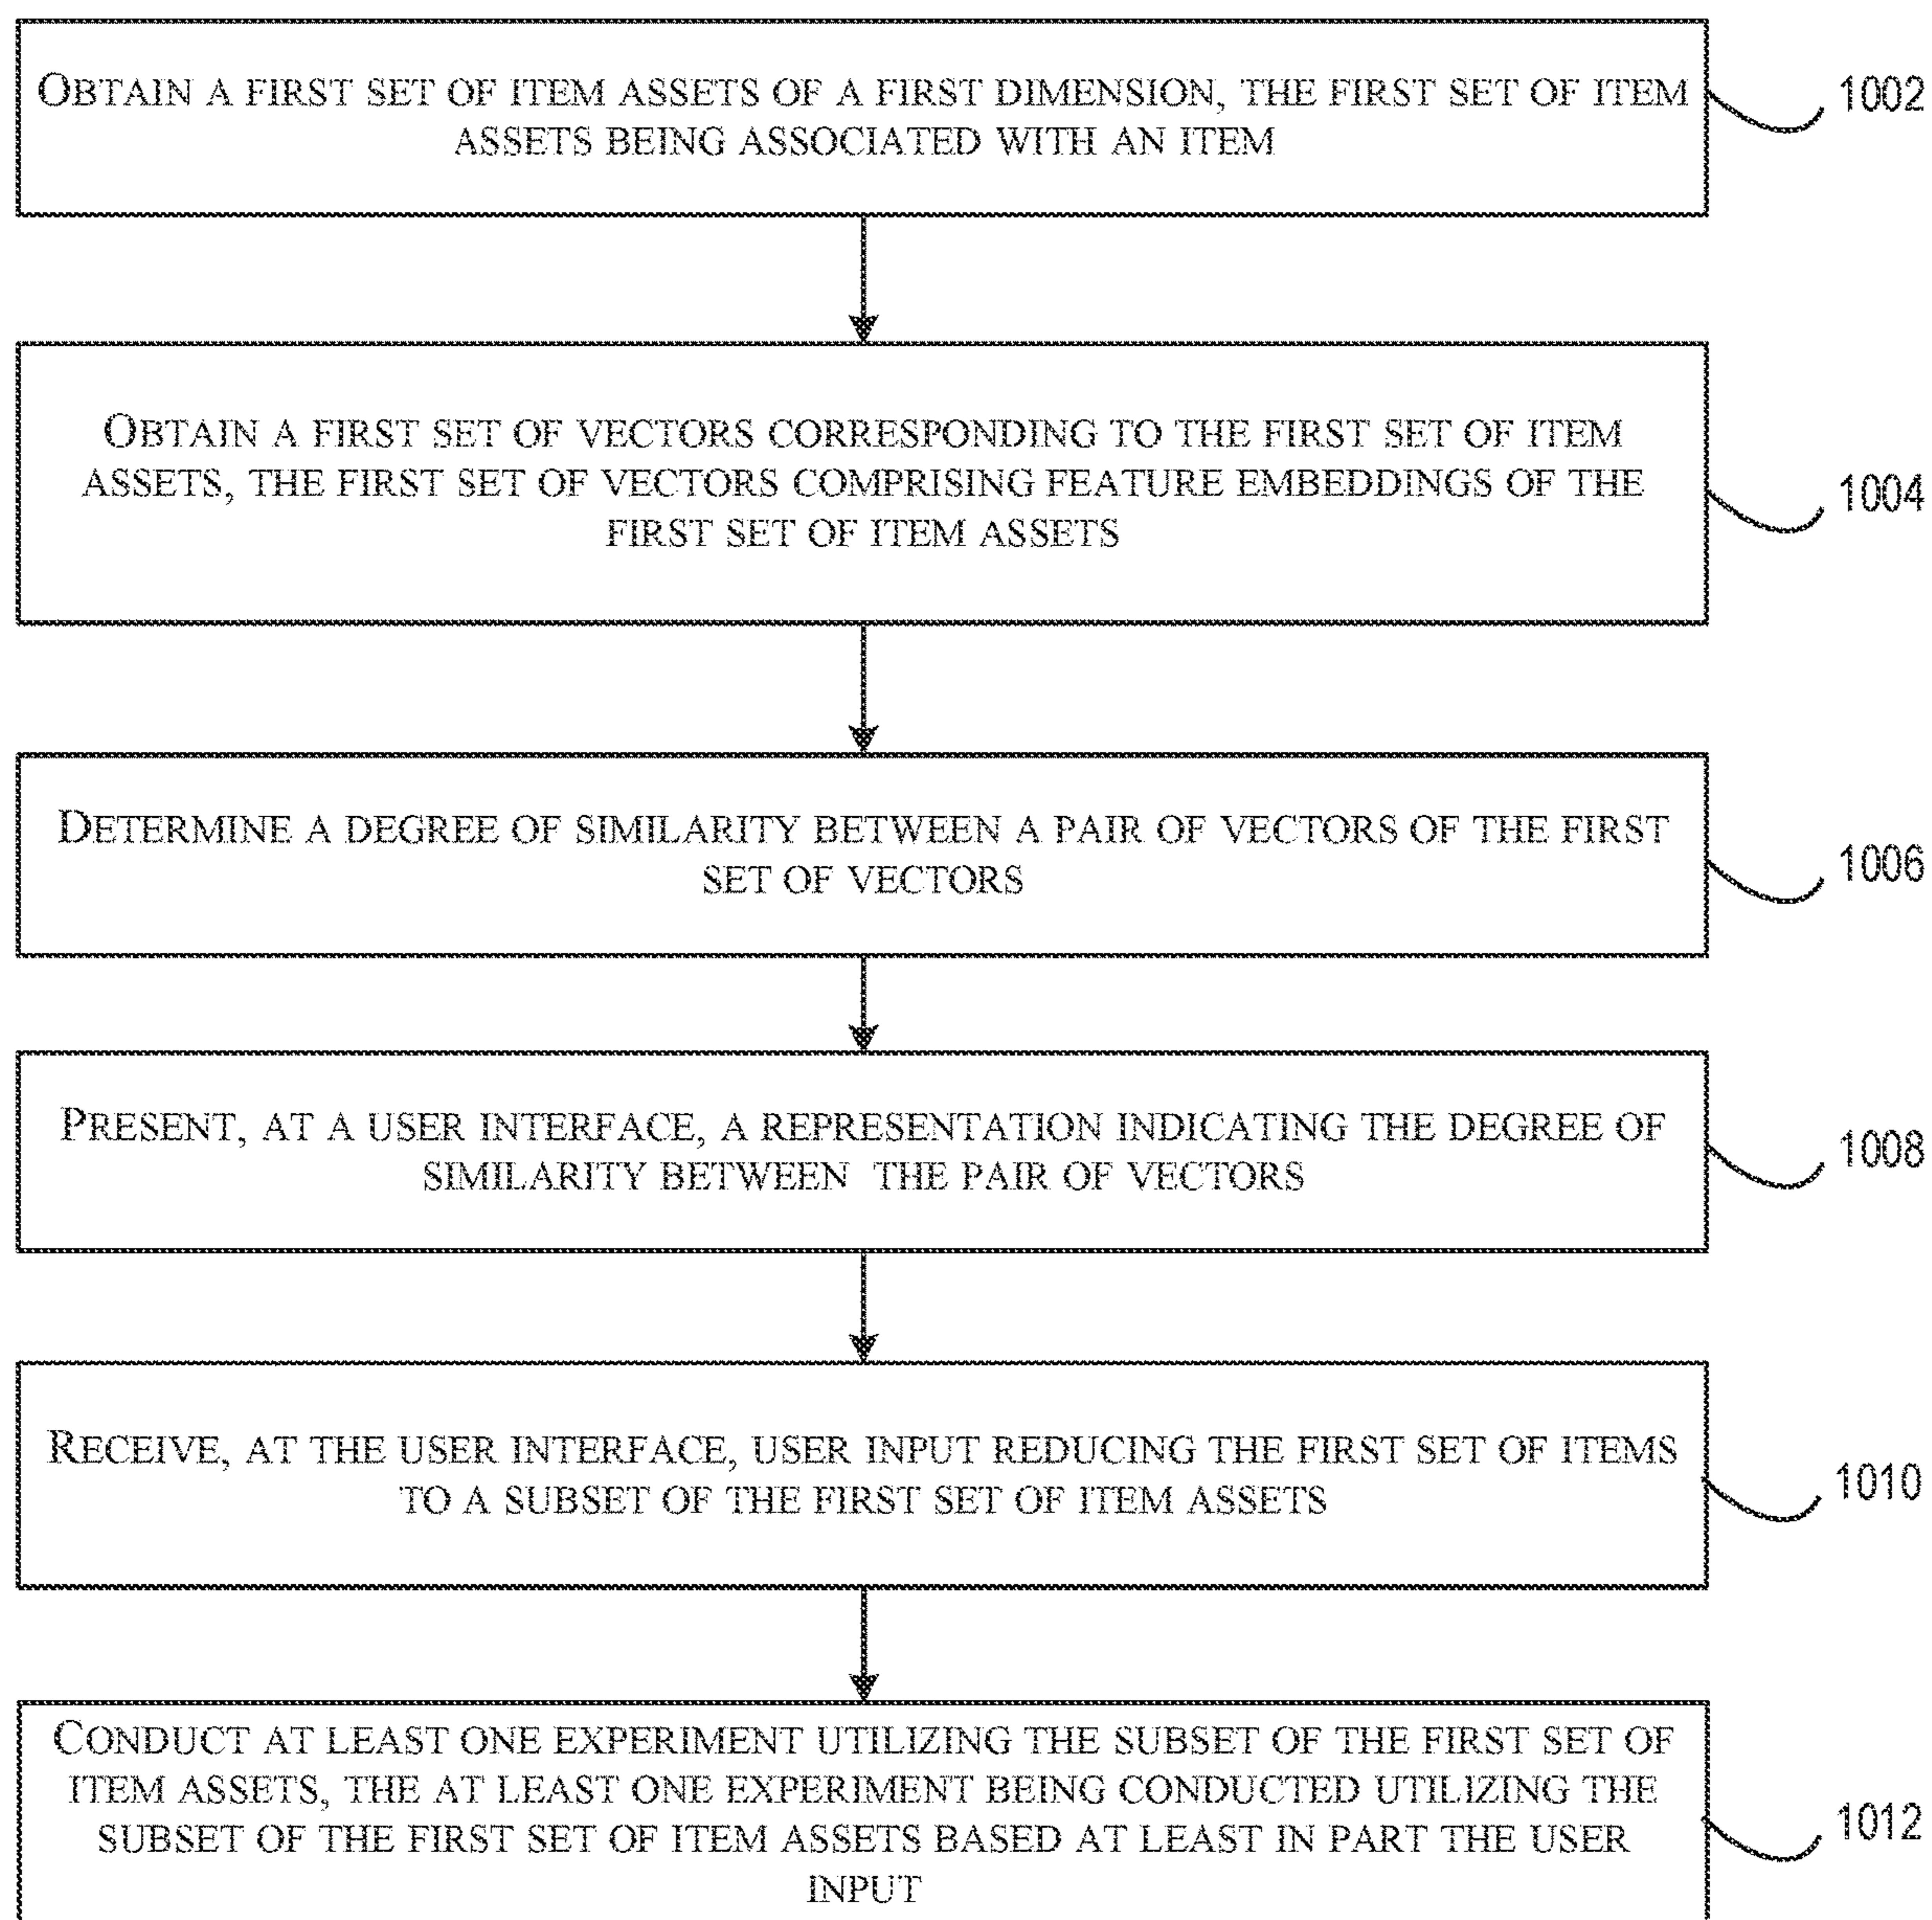 OBTAIN A FIRST SET OF ITEM ASSETS OF A FIRST DIMENSION, THE FIRST SET OF ITEM
ASSETS BEING ASSOCIATED WITH AN ITEM
1002
OBTAIN A FIRST SET OF VECTORS CORRESPONDING TO THE FIRST SET OF ITEM
ASSETS, THE FIRST SET OF VECTORS COMPRISING FEATURE EMBEDDINGS OF THE
FIRST SET OF ITEM ASSETS
1004
DETERMINE A DEGREE OF SIMILARITY BETWEEN A PAIR OF VECTORS OF THE FIRST
SET OF VECTORS
1006
PRESENT, AT A USER INTERFACE, A REPRESENTATION INDICATING THE DEGREE OF
SIMILARITY BETWEEN THE PAIR OF VECTORS
1008
RECEIVE, AT THE USER INTERFACE, USER INPUT REDUCING THE FIRST SET OF ITEMS
TO A SUBSET OF THE FIRST SET OF ITEM ASSETS
1010
CONDUCT AT LEAST ONE EXPERIMENT UTILIZING THE SUBSET OF THE FIRST SET OF
ITEM ASSETS, THE AT LEAST ONE EXPERIMENT BEING CONDUCTED UTILIZING THE
SUBSET OF THE FIRST SET OF ITEM ASSETS BASED AT LEAST IN PART THE USER
INPUT
1012